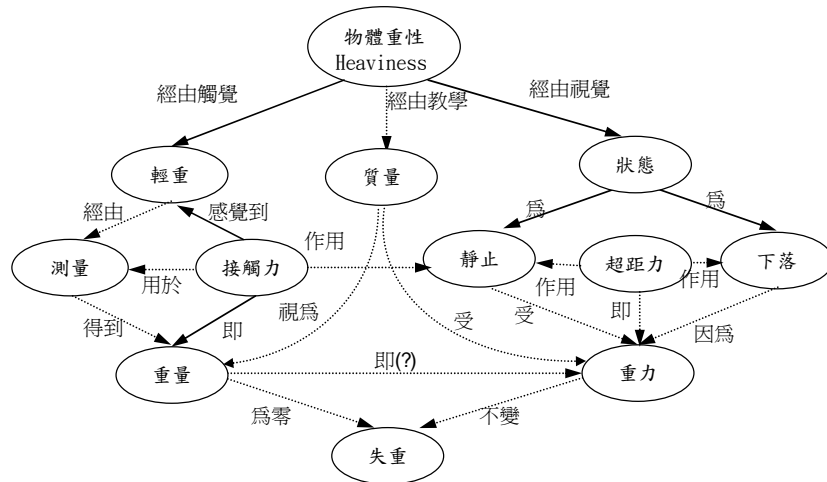 物體重性
Heaviness
經由觸覺
經由教學
經由視覺
輕重
質量
狀態
經由
感覺到
爲
爲
測量
用於
接觸力
作用
靜止
作用
超距力
作用
下落
得到
即
視爲
受
受
即
因爲
重量
即(?)
重力
爲零
不變
失重